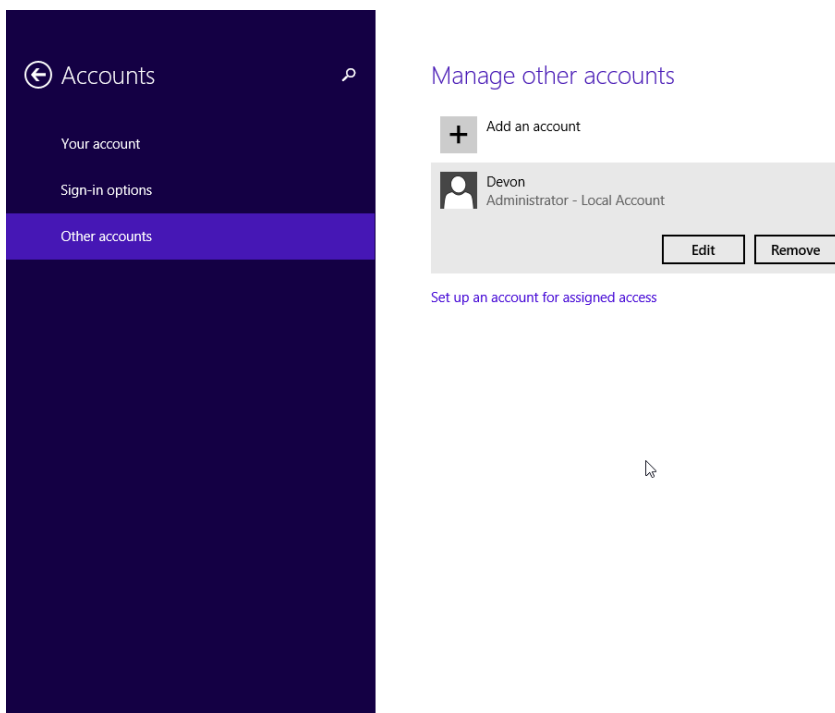 Accounts
Your account
Sign-in options
Other accounts
Manage other accounts
Add an account
Devon
Administrator - Local Account
Edit Remove
Set up an account for assigned access